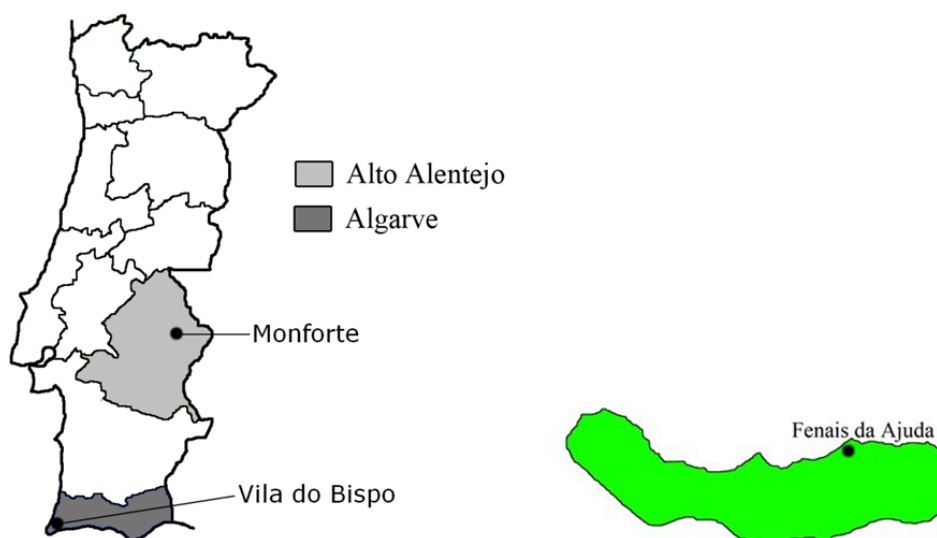 Alto Alentejo
Algarve
Monforte
Fenais da Ajuda
Vila do Bispo